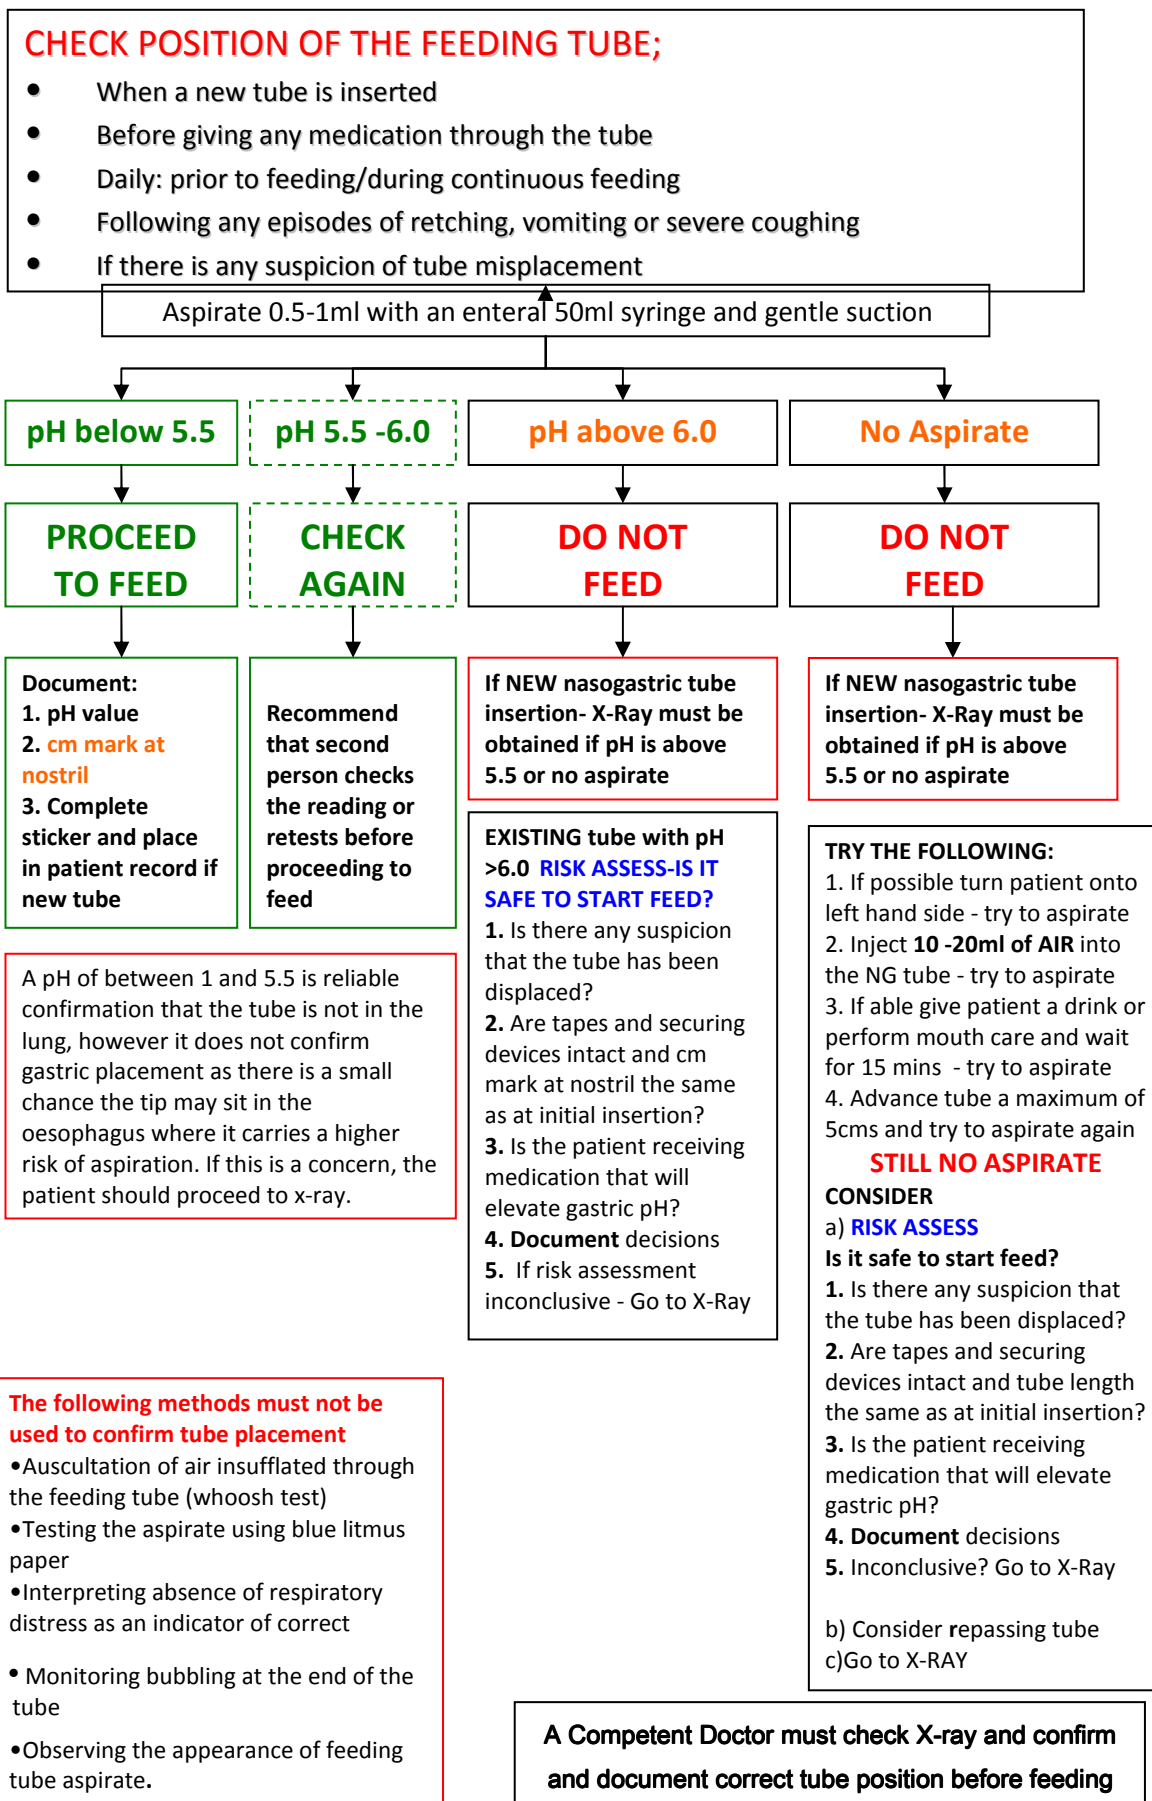 CHECK POSITION OF THE FEEDING TUBE;
• When a new tube is inserted
• Before giving any medication through the tube
• Daily: prior to feeding/during continuous feeding
• Following any episodes of retching, vomiting or severe coughing
• If there is any suspicion of tube misplacement
Aspirate 0.5-1ml with an enteral 50ml syringe and gentle suction
pH below 5.5
PROCEED
TO FEED
Document:
1. pH value
2. cm mark at
nostril
3. Complete
sticker and place
in patient record if
new tube
pH 5.5 -6.0
CHECK
AGAIN
Recommend
that second
person checks
the reading or
retests before
proceeding to
feed
A pH of between 1 and 5.5 is reliable
confirmation that the tube is not in the
lung, however it does not confirm
gastric placement as there is a small
chance the tip may sit in the
oesophagus where it carries a higher
risk of aspiration. If this is a concern, the
patient should proceed to x-ray.
pH above 6.0
DO NOT
FEED
If NEW nasogastric tube
insertion- X-Ray must be
obtained if pH is above
5.5 or no aspirate
EXISTING tube with pH
>6.0 RISK ASSESS-IS IT
SAFE TO START FEED?
1. Is there any suspicion
that the tube has been
displaced?
2. Are tapes and securing
devices intact and cm
mark at nostril the same
as at initial insertion?
3. Is the patient receiving
medication that will
elevate gastric pH?
4. Document decisions
5. If risk assessment
inconclusive - Go to X-Ray
No Aspirate
DO NOT
FEED
If NEW nasogastric tube
insertion- X-Ray must be
obtained if pH is above
5.5 or no aspirate
TRY THE FOLLOWING:
1. If possible turn patient onto
left hand side - try to aspirate
2. Inject 10 -20ml of AIR into
the NG tube - try to aspirate
3. If able give patient a drink or
perform mouth care and wait
for 15 mins - try to aspirate
4. Advance tube a maximum of
5cms and try to aspirate again
STILL NO ASPIRATE
CONSIDER
a) RISK ASSESS
Is it safe to start feed?
1. Is there any suspicion that
the tube has been displaced?
2. Are tapes and securing
devices intact and tube length
the same as at initial insertion?
3. Is the patient receiving
medication that will elevate
gastric pH?
4. Document decisions
5. Inconclusive? Go to X-Ray
b) Consider repassing tube
c)Go to X-RAY
The following methods must not be
used to confirm tube placement
•Auscultation of air insufflated through
the feeding tube (whoosh test)
•Testing the aspirate using blue litmus
paper
•Interpreting absence of respiratory
distress as an indicator of correct
• Monitoring bubbling at the end of the
tube
•Observing the appearance of feeding
tube aspirate.
A Competent Doctor must check X-ray and confirm
and document correct tube position before feeding